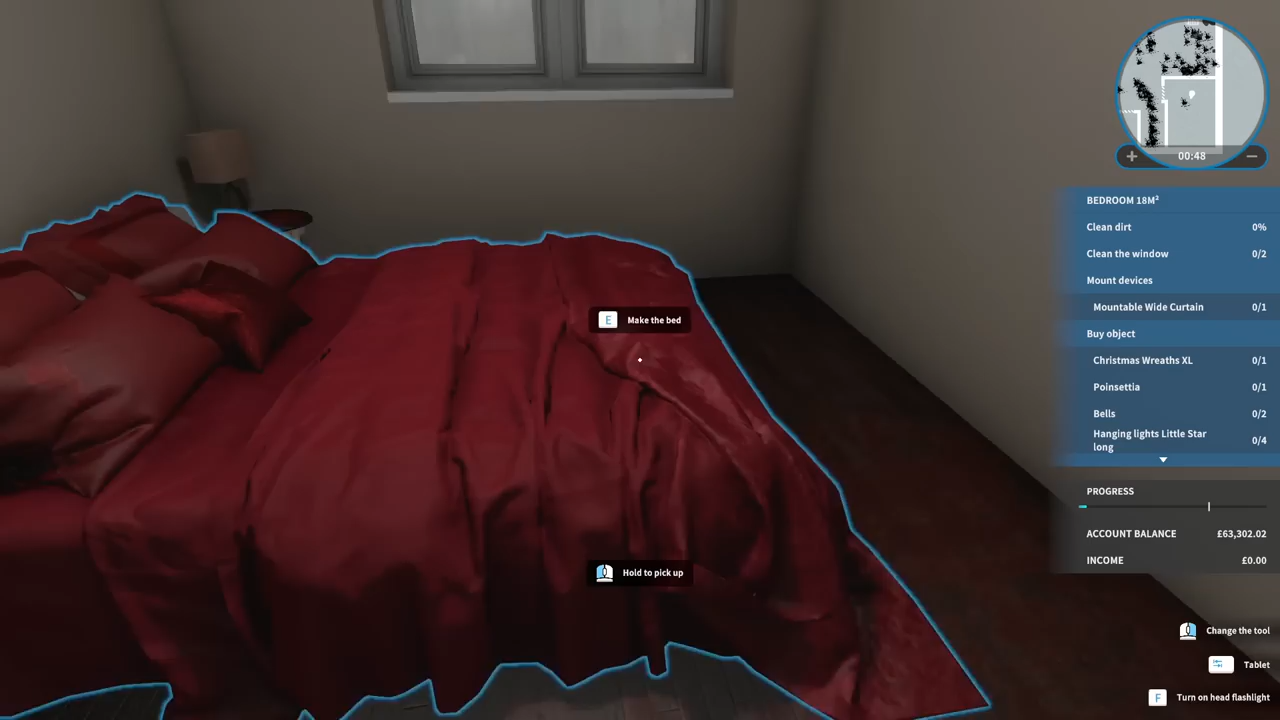 00:48
BEDROOM 18M²
Clean dirt 0%
Clean the window 0/2
Mount devices
Mountable Wide Curtain 0/1
Buy object
Christmas Wreaths XL 0/1
Poinsettia 0/1
Bells 0/2
Hanging lights Little Star
long 0/4
E Make the bed
PROGRESS
ACCOUNT BALANCE £63,302.02
INCOME £0.00
Hold to pick up
Change the tool
Tablet
F Turn on head flashlight